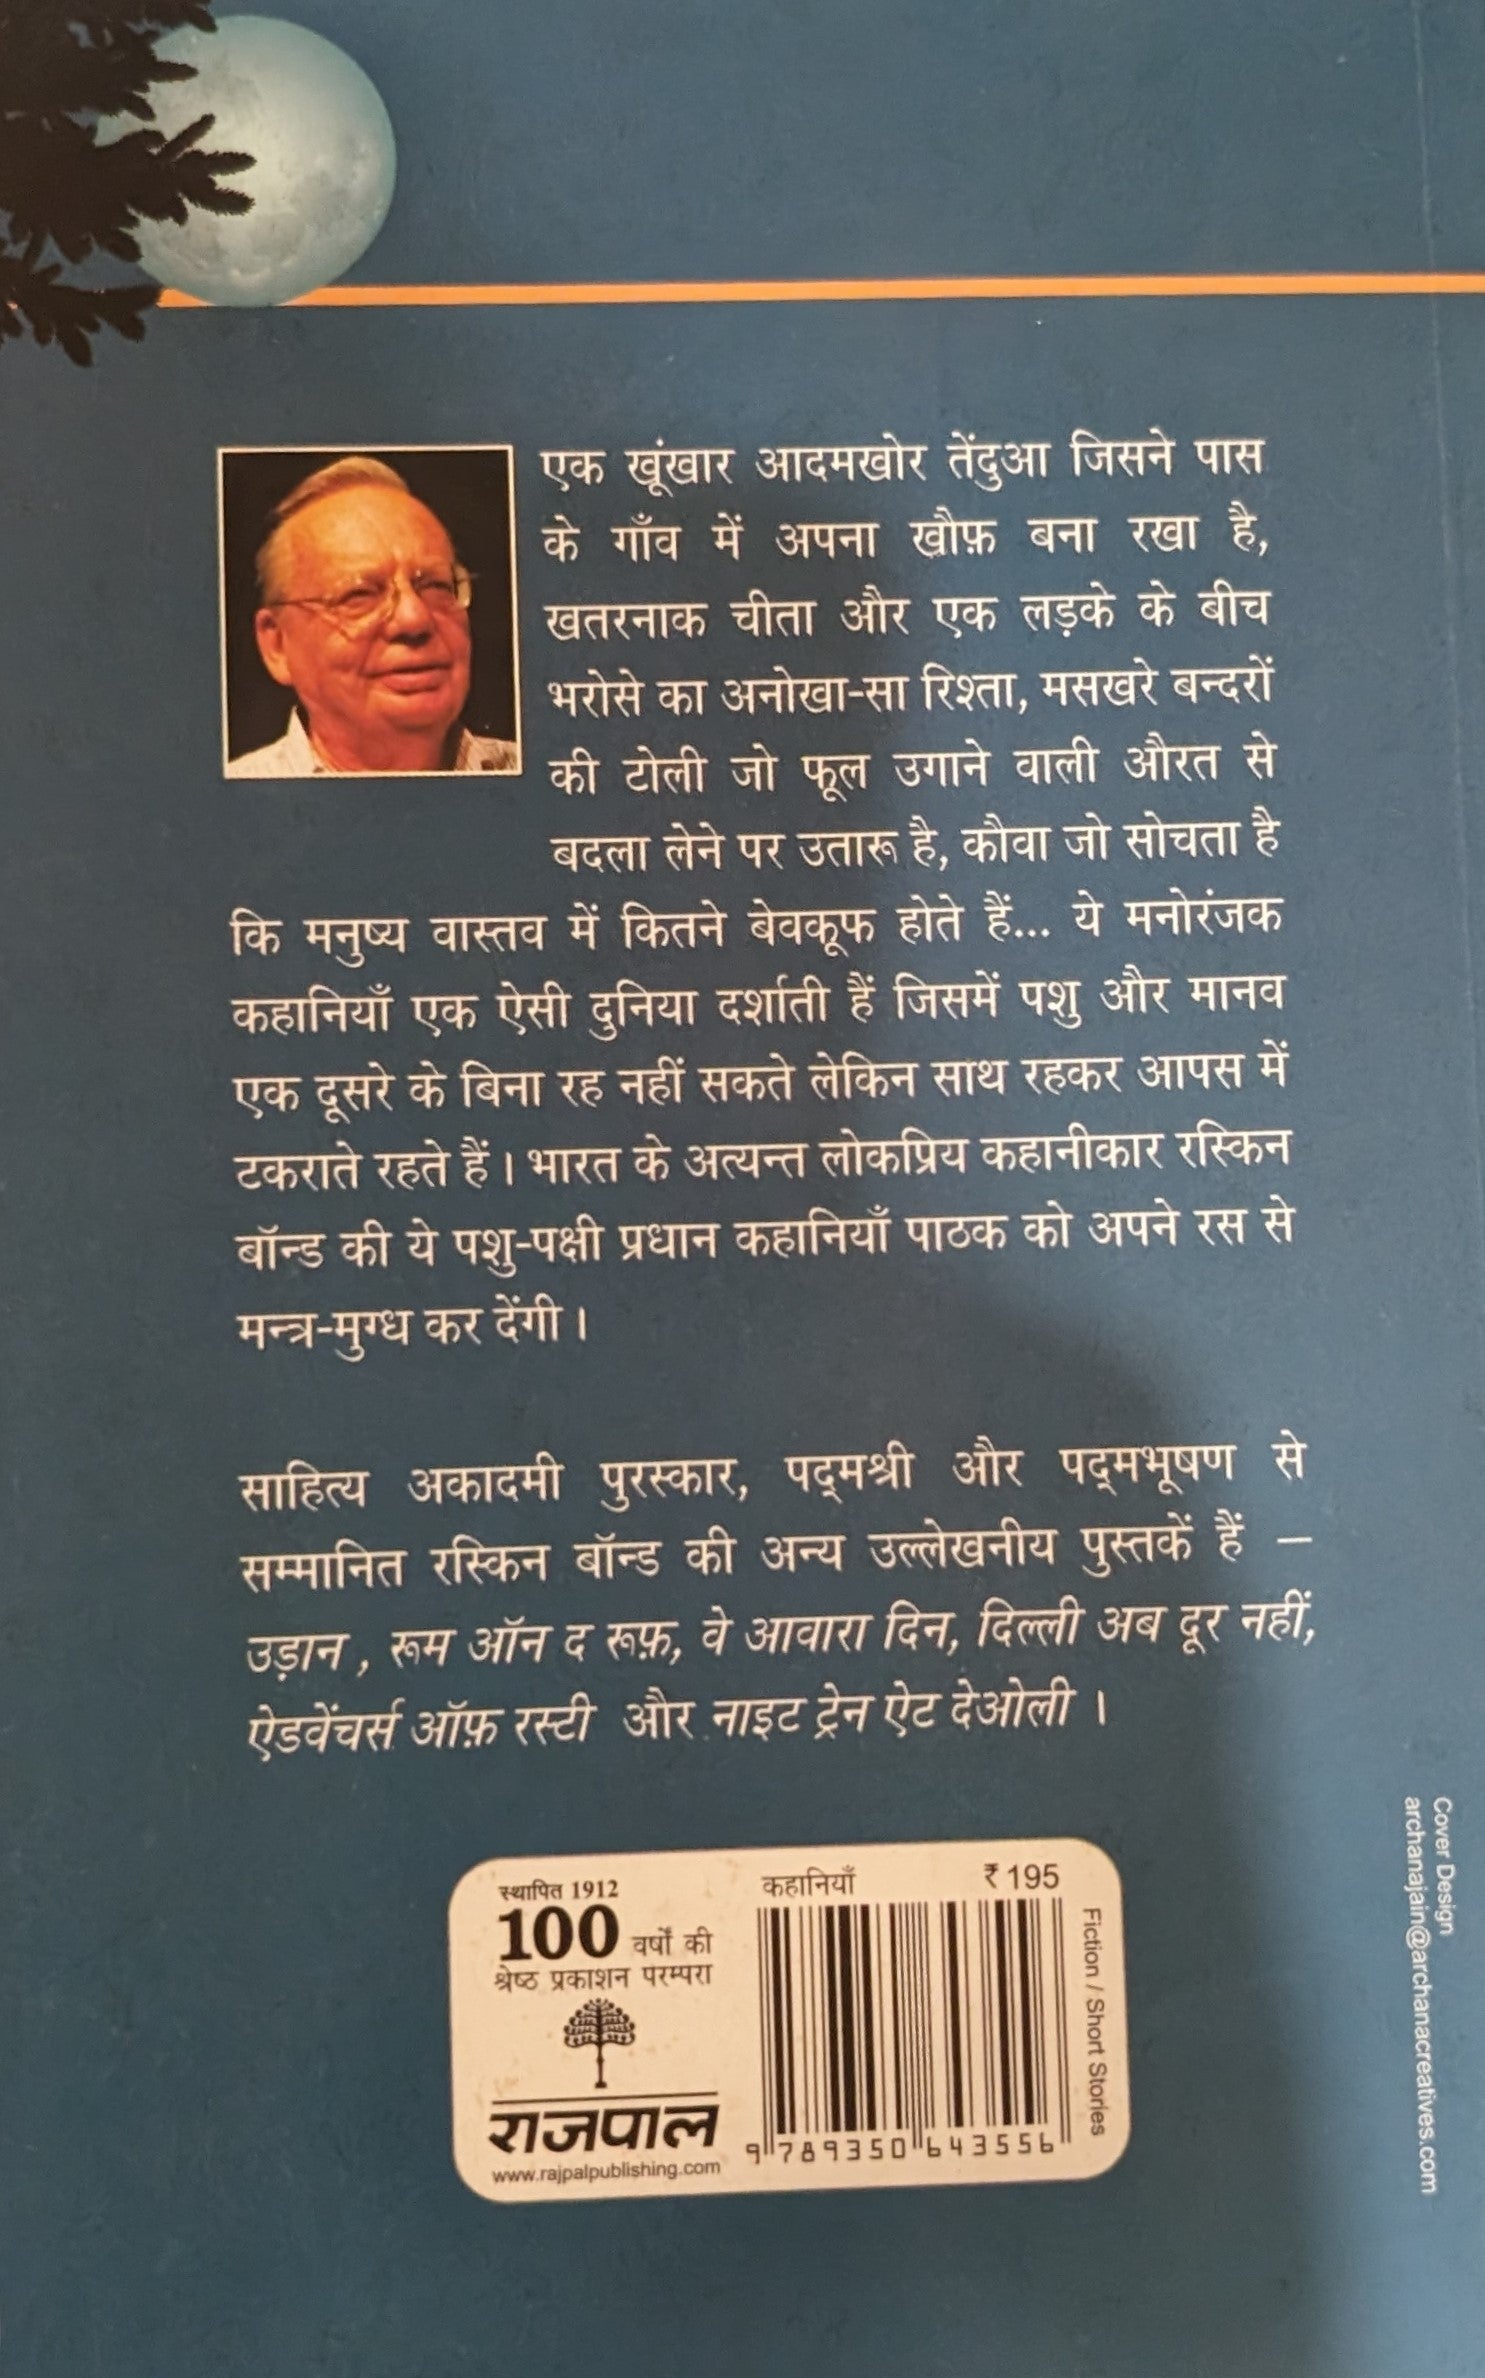 एक खूंखार आदमखोर तेंदुआ जिसने पास
के गाँव में अपना खौफ़ बना रखा है,
खतरनाक चीता और एक लड़के के बीच
भरोसे का अनोखा-सा रिश्ता, मसखरे बन्दरों
की टोली जो फूल उगाने वाली औरत से
बदला लेने पर उतारू है, कौवा जो सोचता है
कि मनुष्य वास्तव में कितने बेवकूफ होते हैं... ये मनोरंजक
कहानियाँ एक ऐसी दुनिया दर्शाती हैं जिसमें पशु और मानव
एक दूसरे के बिना रह नहीं सकते लेकिन साथ रहकर आपस में
टकराते रहते हैं। भारत के अत्यन्त लोकप्रिय कहानीकार रस्किन
बॉन्ड की ये पशु-पक्षी प्रधान कहानियाँ पाठक को अपने रस से
मन्त्र-मुग्ध कर देंगी।
साहित्य अकादमी पुरस्कार, पद्मश्री और पद्मभूषण से
सम्मानित रस्किन बॉन्ड की अन्य उल्लेखनीय पुस्तकें हैं –
उड़ान , रूम ऑन द रूफ़, वे आवारा दिन, दिल्ली अब दूर नहीं,
ऐडवेंचर्स ऑफ़ रस्टी और नाइट ट्रेन ऐट देओली ।
स्थापित 1912
100 वर्षों की
श्रेष्ठ प्रकाशन परम्परा
राजपाल
www.rajpalpublishing.com
कहानियाँ ₹ 195
9 789350 643556
Fiction / Short Stories
Cover Design
archanajain@archanacreatives.com